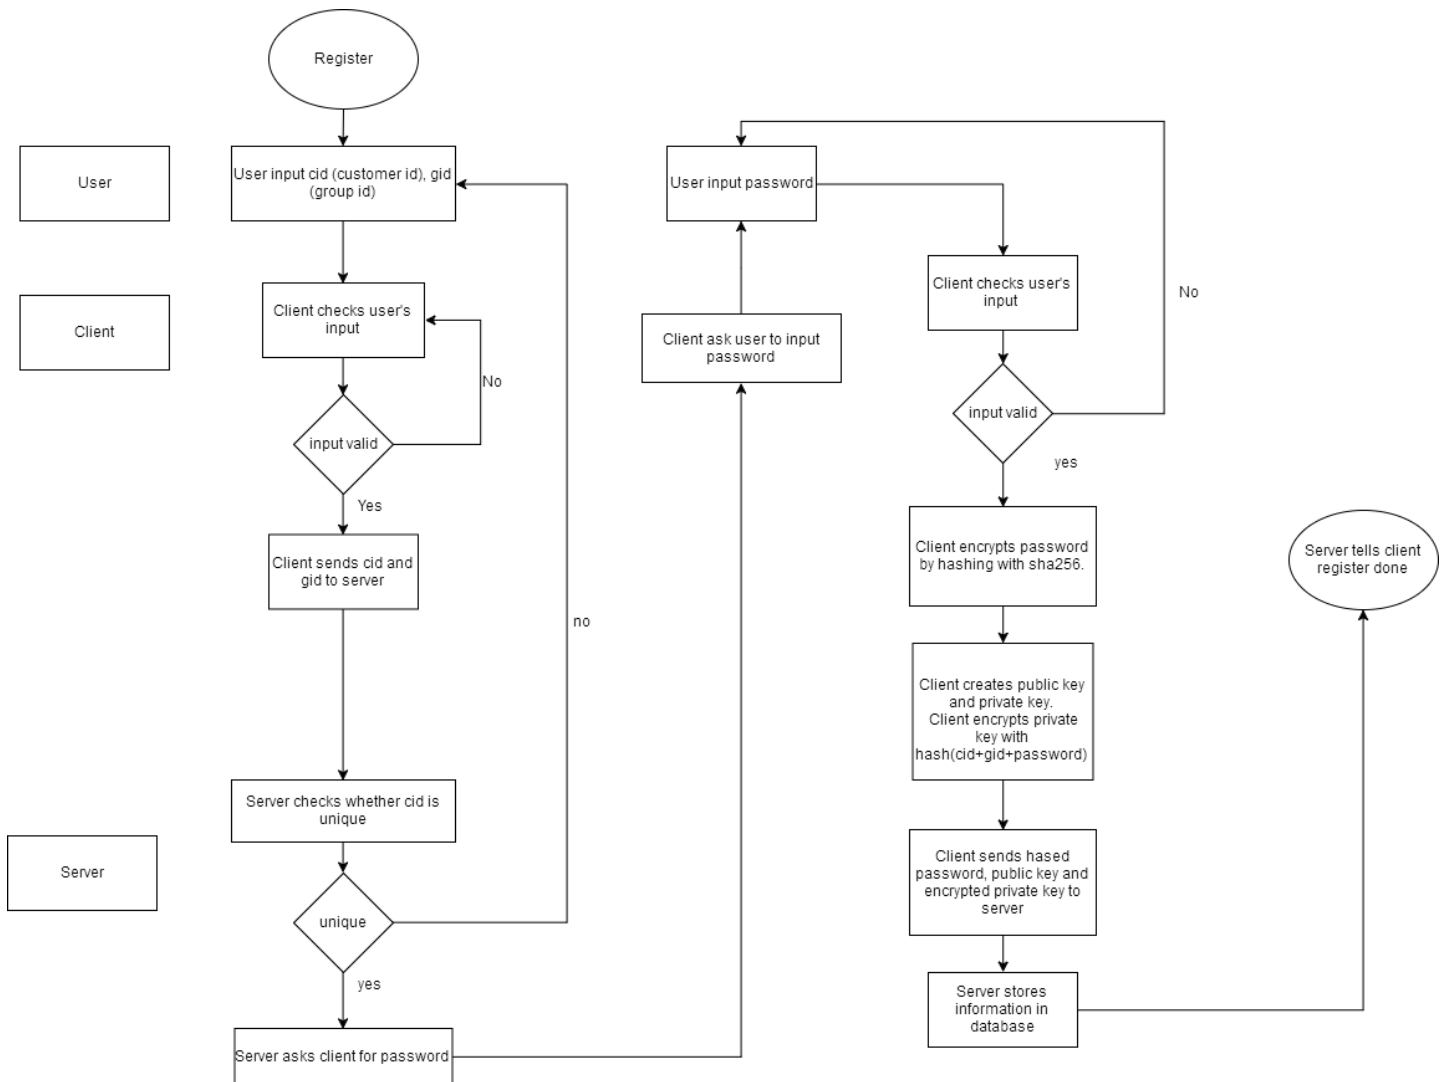 Register
User
User input cid (customer id), gid
(group id)
Client
Client checks user's
input
No
input valid
Yes
Client sends cid and
gid to server
no
Server checks whether cid is
unique
Server
unique
yes
Server asks client for password
User input password
Client ask user to input
password
Client checks user's
input
No
input valid
yes
Client encrypts password
by hashing with sha256.
Client creates public key
and private key.
Client encrypts private
key with
hash(cid+gid+password)
Client sends hased
password, public key and
encrypted private key to
server
Server stores
information in
database
Server tells client
register done